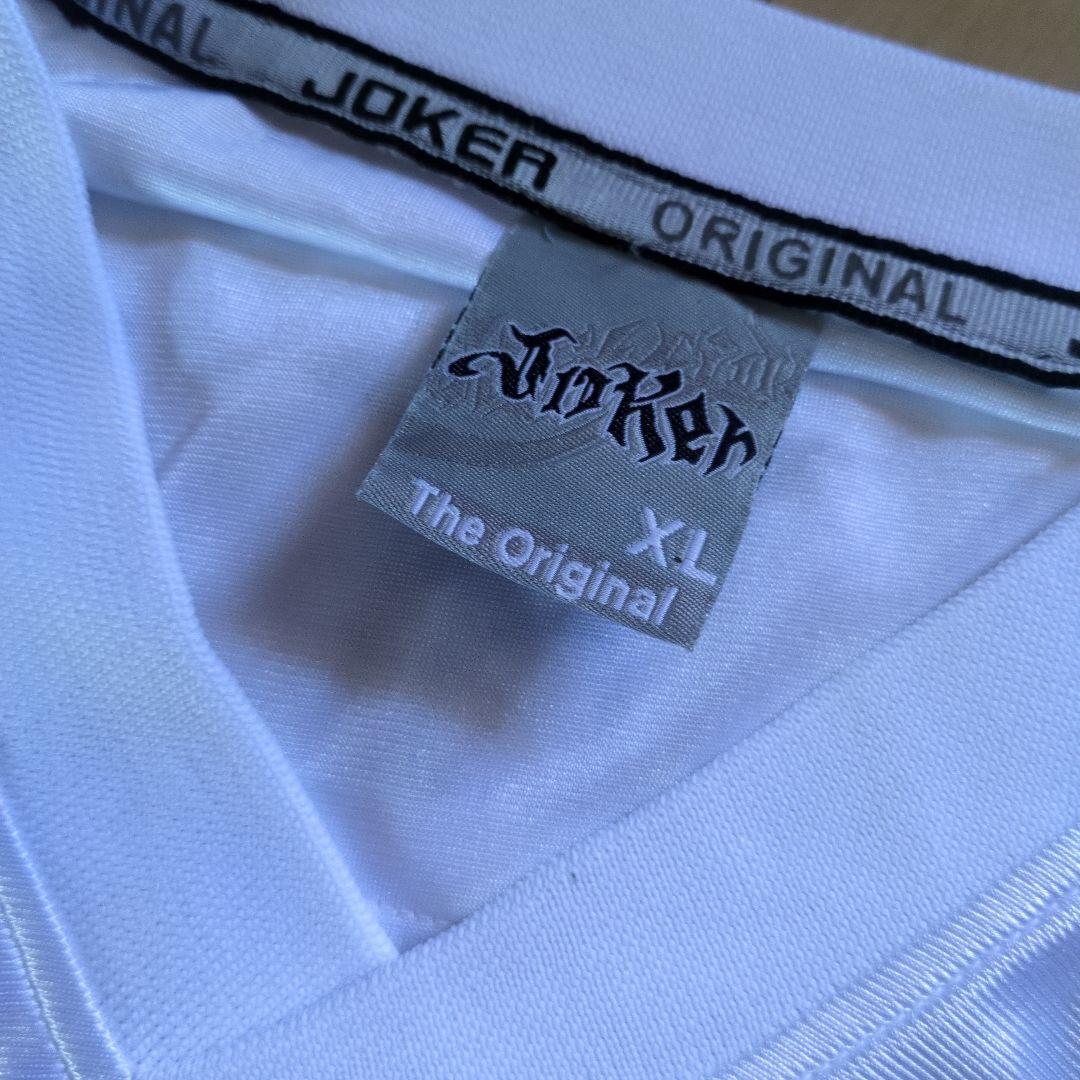 INAL JOKER ORIGINAL
Joker
XL
The Original